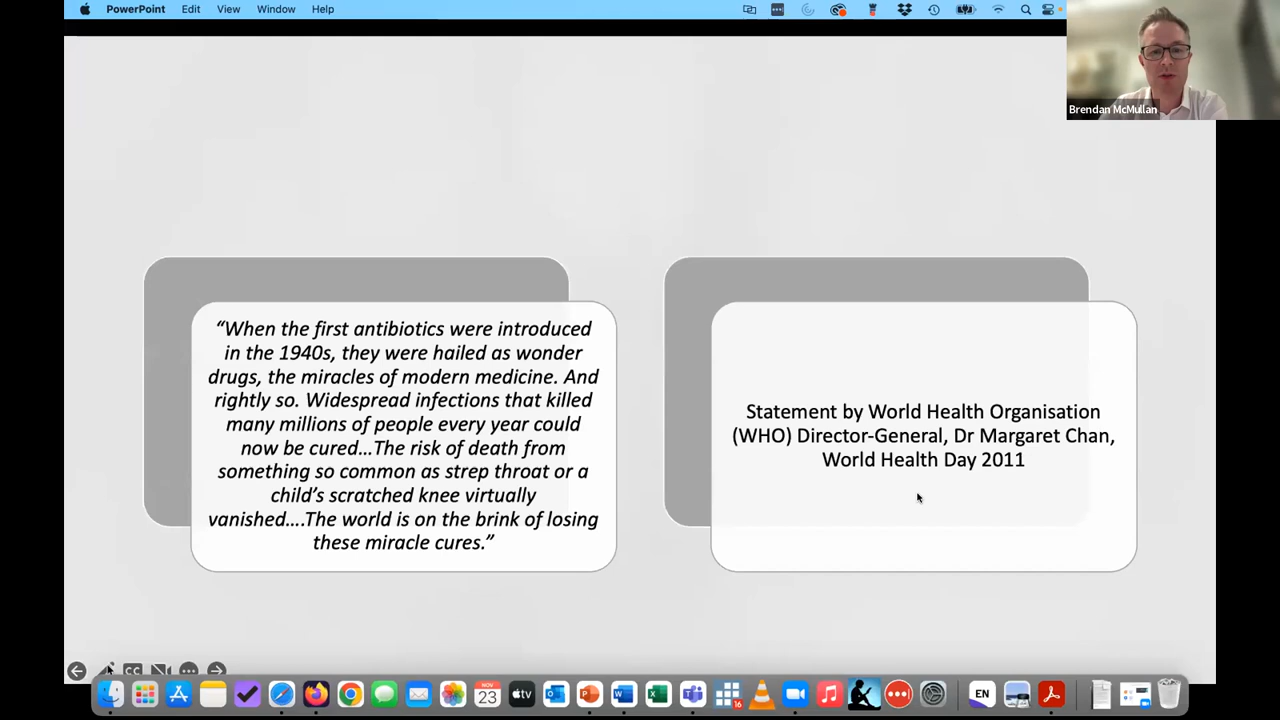 PowerPoint Edit View Window Help
Brendan McMullan
“When the first antibiotics were introduced
in the 1940s, they were hailed as wonder
drugs, the miracles of modern medicine. And
rightly so. Widespread infections that killed
many millions of people every year could
now be cured…The risk of death from
something so common as strep throat or a
child’s scratched knee virtually
vanished….The world is on the brink of losing
these miracle cures.”
Statement by World Health Organisation
(WHO) Director-General, Dr Margaret Chan,
World Health Day 2011
CC
NOV
23
tv
16
EN